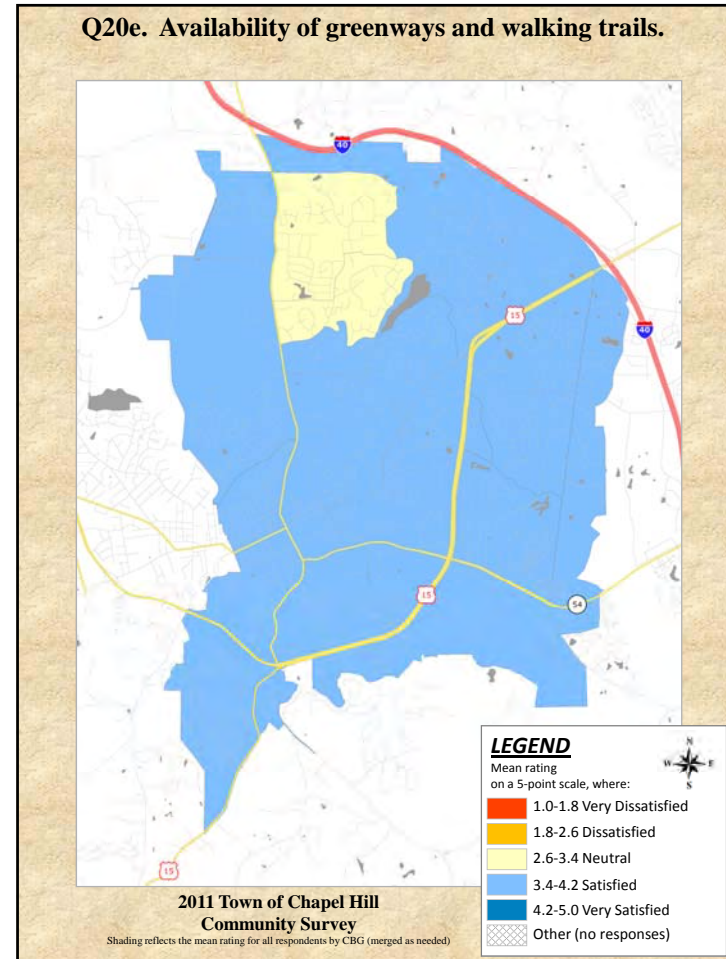 Q20e. Availability of greenways and walking trails.
40
15
40
15
54
15
LEGEND
Mean rating
on a 5-point scale, where:
N
W E
S
1.0-1.8 Very Dissatisfied
1.8-2.6 Dissatisfied
2.6-3.4 Neutral
3.4-4.2 Satisfied
4.2-5.0 Very Satisfied
Other (no responses)
2011 Town of Chapel Hill
Community Survey
Shading reflects the mean rating for all respondents by CBG (merged as needed)